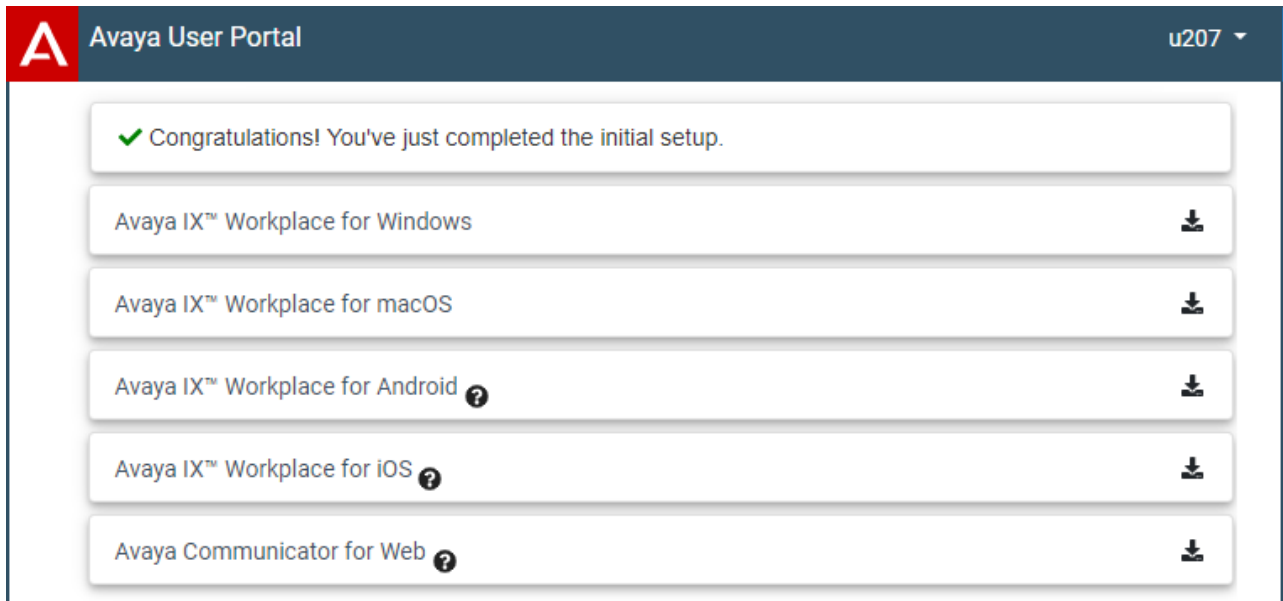 Avaya User Portal
u207
Congratulations! You've just completed the initial setup.
Avaya IX™ Workplace for Windows
Avaya IX™ Workplace for macOS
Avaya IX™ Workplace for Android
Avaya IX™ Workplace for iOS
Avaya Communicator for Web